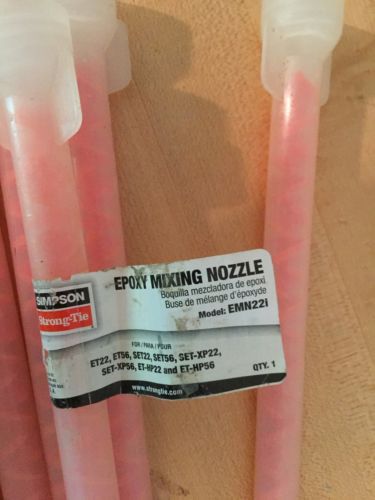 SIMPSON
Strong-Tie
EPOXY MIXING NOZZLE
Boquilla mezcladora de epoxi
Buse de mélange d'époxyde
Model: EMN22i
FOR / PARA / POUR
ET22, ET56, SET22, SET56, SET-XP22,
SET-XP56, ET-HP22 and ET-HP56
QTY. 1
www.strongtie.com